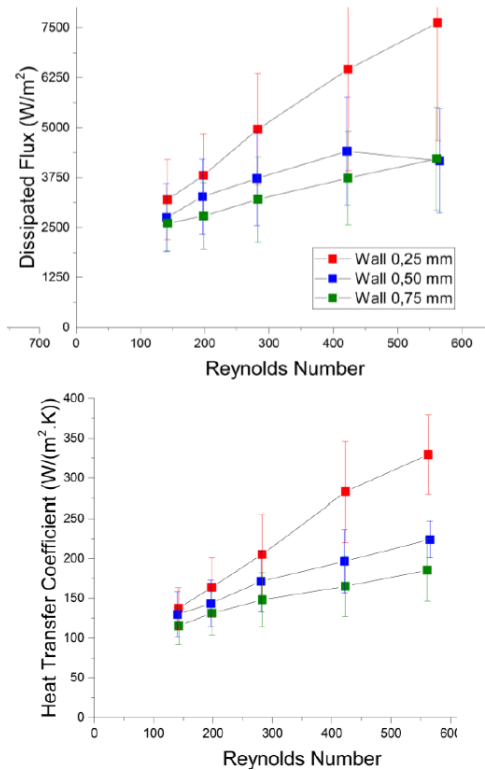 7500
6250
5000
3750
2500
1250
0
Dissipated Flux (W/m²)
Wall 0,25 mm
Wall 0,50 mm
Wall 0,75 mm
700 0 100 200 300 400 500 600
Reynolds Number
400
350
300
250
200
150
100
50
0
Heat Transfer Coefficient (W/(m².K))
0 100 200 300 400 500 600
Reynolds Number